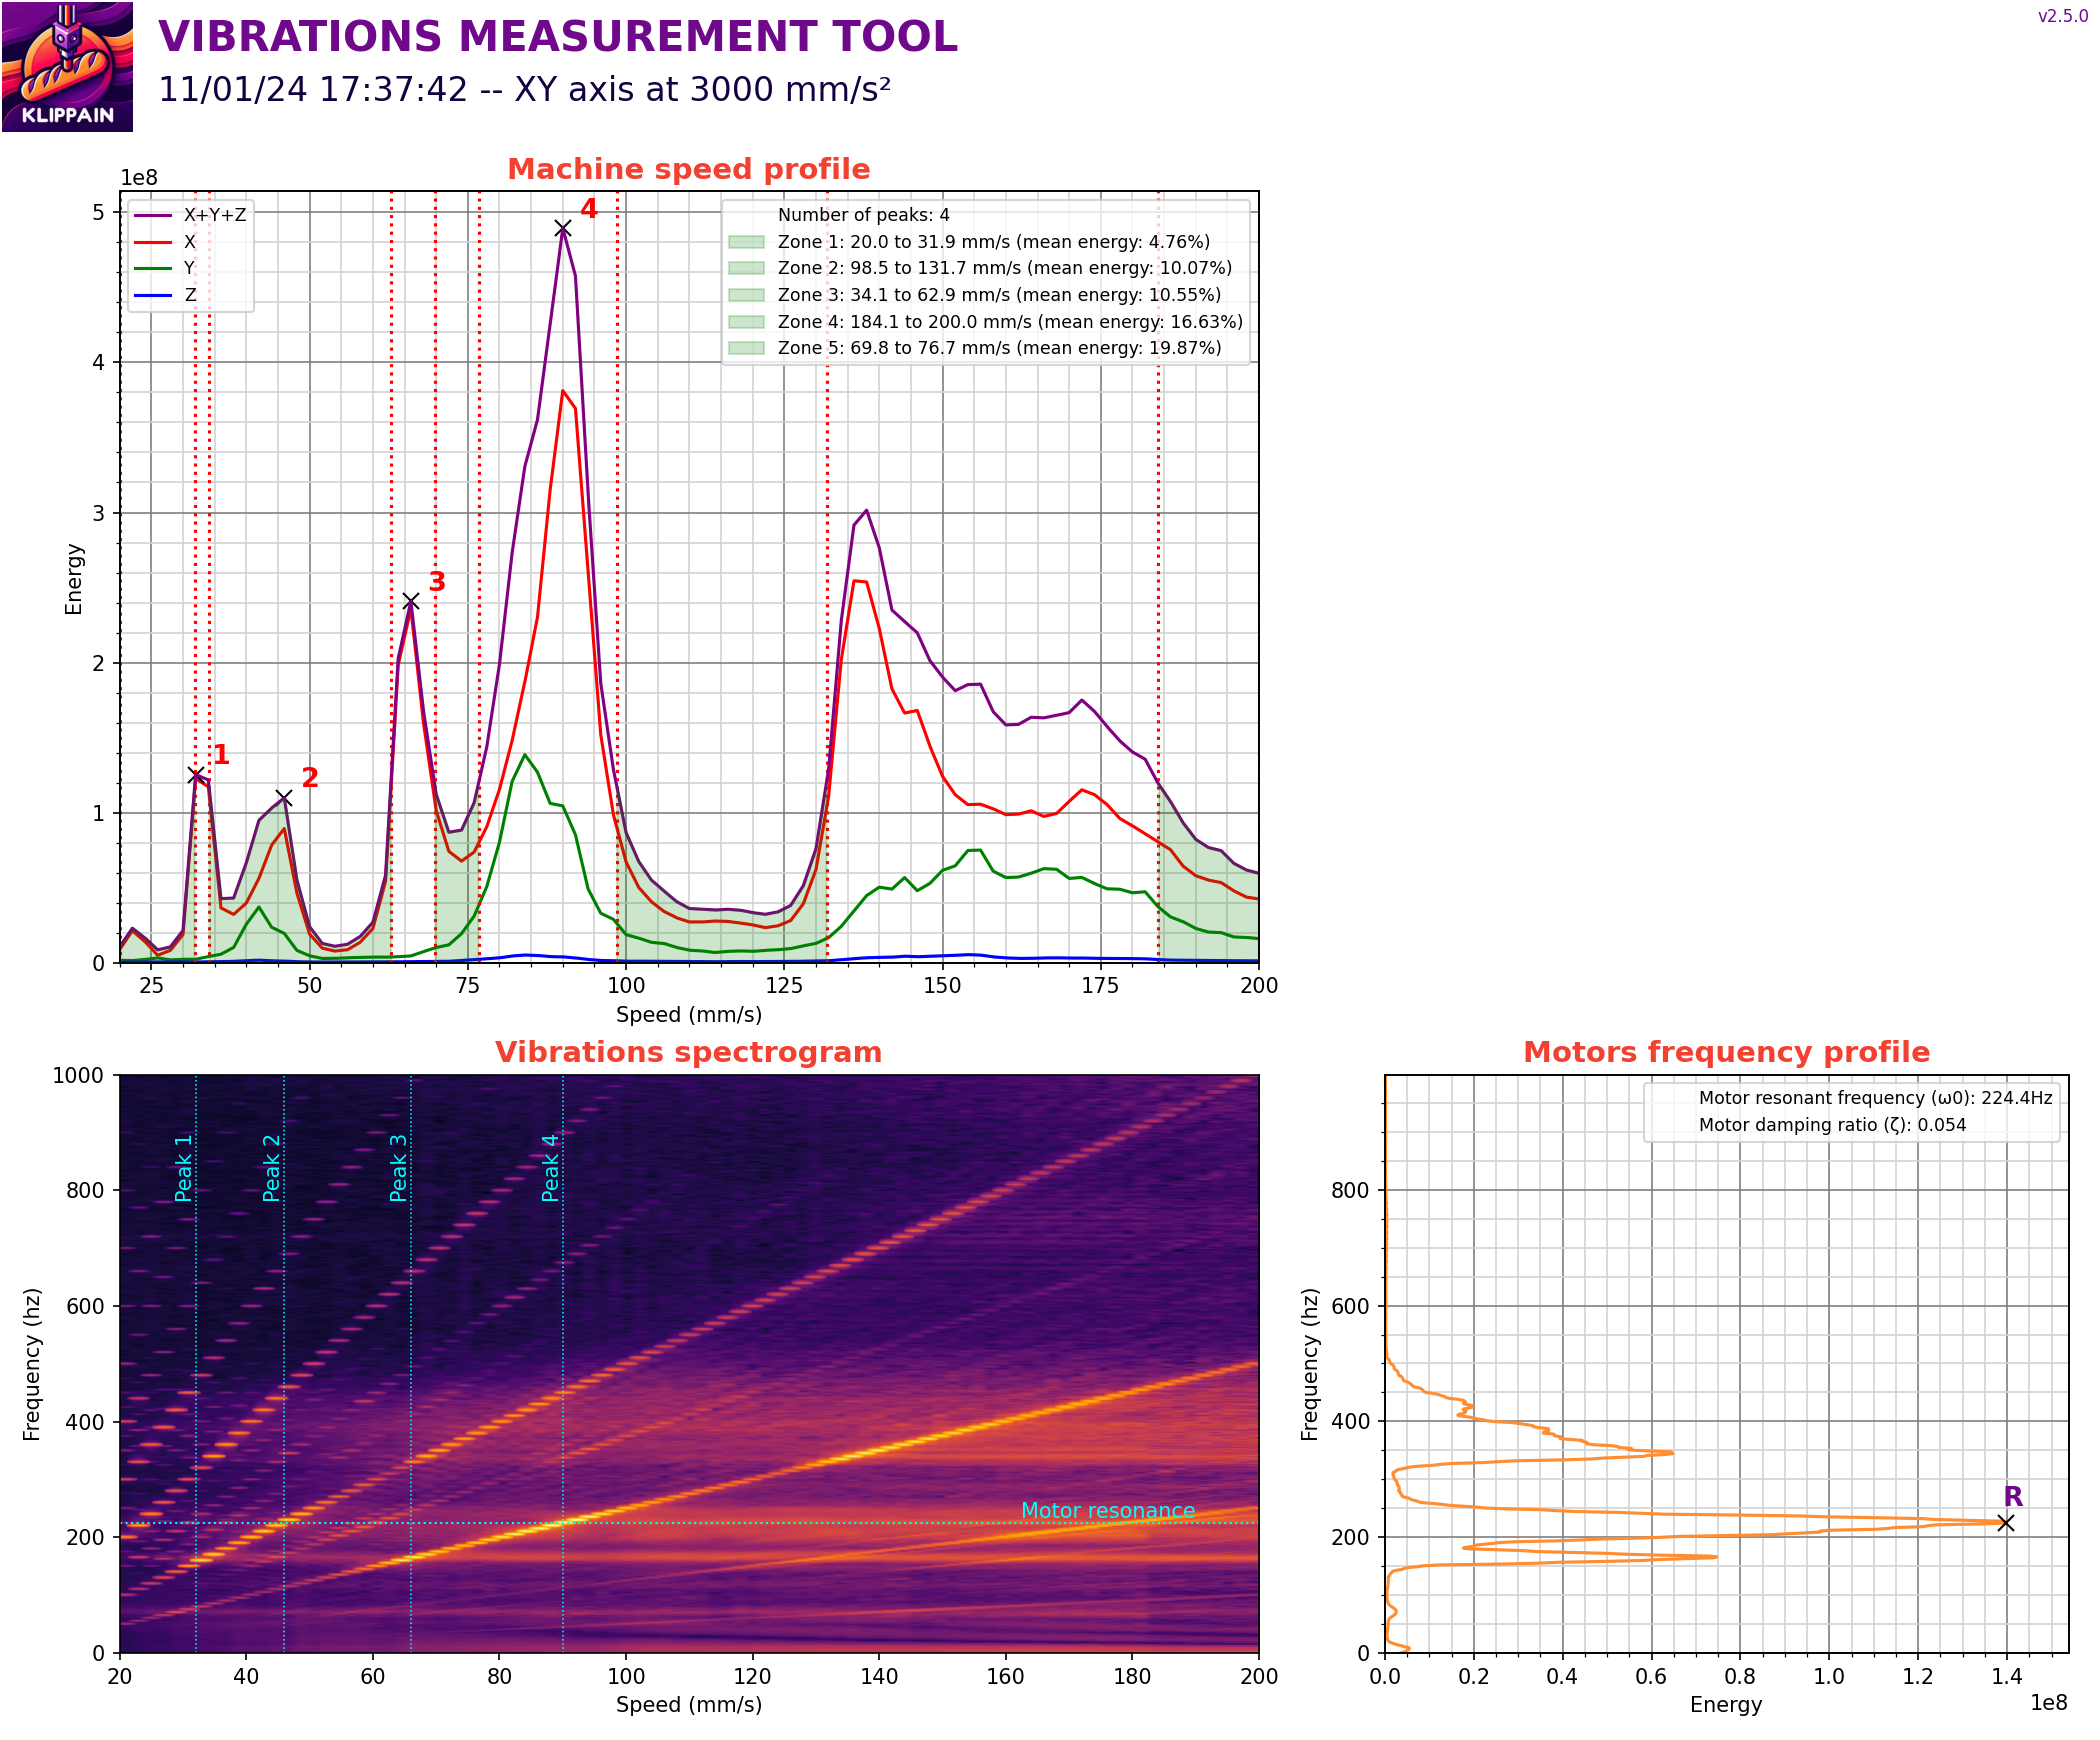 KLIPPAIN
VIBRATIONS MEASUREMENT TOOL
v2.5.0
11/01/24 17:37:42 -- XY axis at 3000 mm/s²
Machine speed profile
1e8
X+Y+Z
X
Y
Z
Number of peaks: 4
Zone 1: 20.0 to 31.9 mm/s (mean energy: 4.76%)
Zone 2: 98.5 to 131.7 mm/s (mean energy: 10.07%)
Zone 3: 34.1 to 62.9 mm/s (mean energy: 10.55%)
Zone 4: 184.1 to 200.0 mm/s (mean energy: 16.63%)
Zone 5: 69.8 to 76.7 mm/s (mean energy: 19.87%)
5
4
3
2
1
0
Energy
1
2
3
4
25 50 75 100 125 150 175 200
Speed (mm/s)
Vibrations spectrogram
1000
800
600
400
200
0
Frequency (hz)
Peak 1
Peak 2
Peak 3
Peak 4
Motor resonance
20 40 60 80 100 120 140 160 180 200
Speed (mm/s)
Motors frequency profile
Motor resonant frequency (ω0): 224.4Hz
Motor damping ratio (ζ): 0.054
800
600
400
200
0
Frequency (hz)
R
0.0 0.2 0.4 0.6 0.8 1.0 1.2 1.4
Energy
1e8